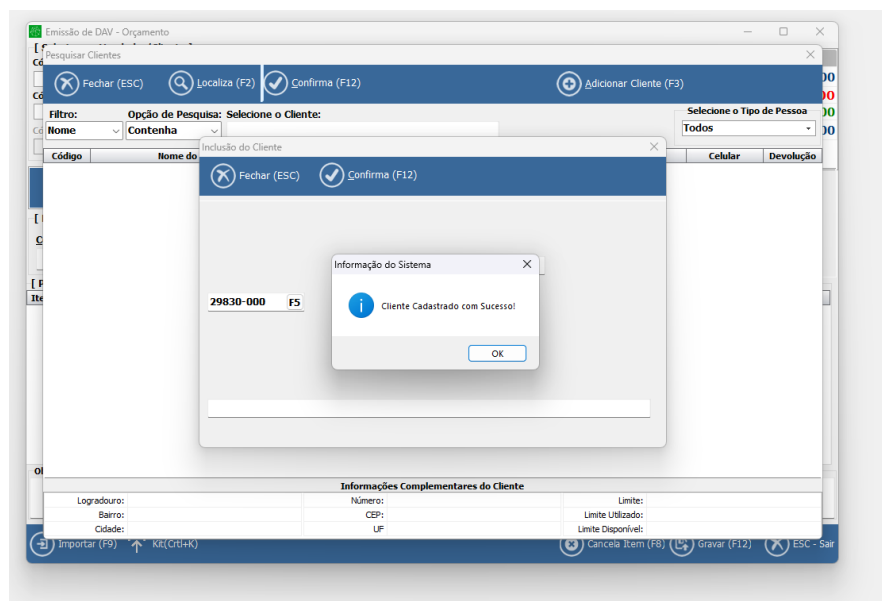 Emissão de DAV - Orçamento
Pesquisar Clientes
Fechar (ESC)
Localiza (F2)
Confirma (F12)
Adicionar Cliente (F3)
Filtro:
Opção de Pesquisa:
Selecione o Cliente:
Selecione o Tipo de Pessoa
Nome
Contenha
Todos
Código
Nome do
Celular
Devolução
Inclusão do Cliente
Fechar (ESC)
Confirma (F12)
Informação do Sistema
29830-000
F5
Cliente Cadastrado com Sucesso!
OK
Informações Complementares do Cliente
Logradouro:
Número:
Limite:
Bairro:
CEP:
Limite Utilizado:
Cidade:
UF
Limite Disponível:
Importar (F9)
Kit(Crtl+K)
Cancela Item (F8)
Gravar (F12)
ESC - Sair